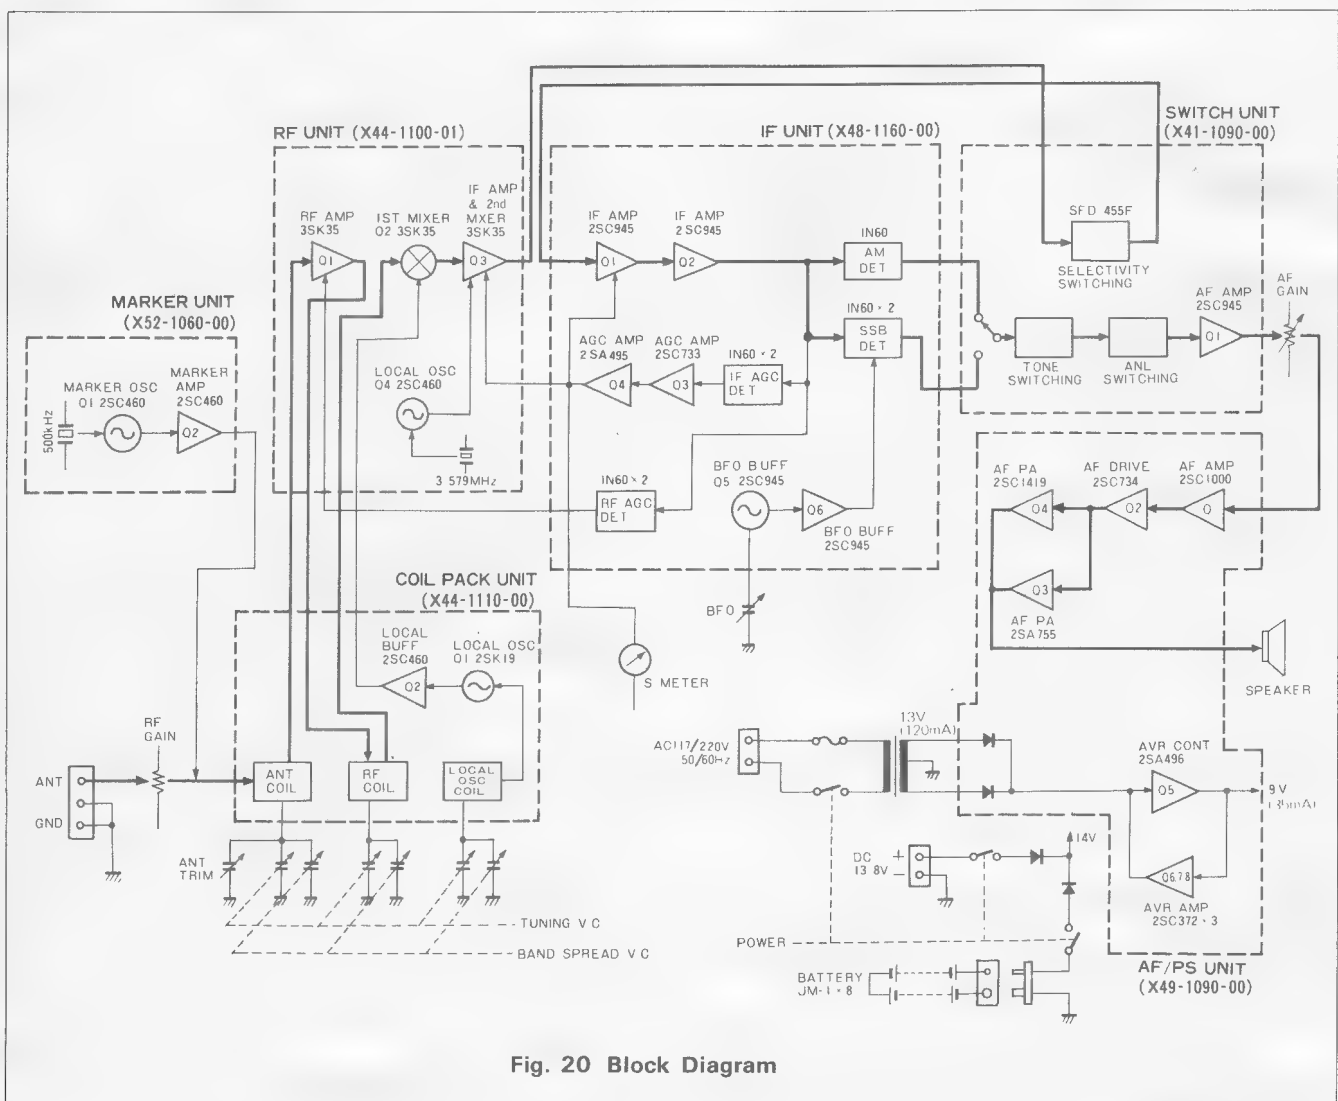 SWITCH UNIT
(X41-1090-00)
RF UNIT (X44-1100-01)
IF UNIT (X48-1160-00)
IF AMP
& 2nd
MXER
3SK35
RF AMP
3SK35
Q1
1ST MIXER
Q2 3SK35
Q3
IF AMP
2SC945
Q1
IF AMP
2SC945
Q2
IN60
AM
DET
IN60 × 2
SSB
DET
SFD 455F
SELECTIVITY
SWITCHING
AF
GAIN
AF AMP
2SC945
Q1
TONE
SWITCHING
ANL
SWITCHING
MARKER UNIT
(X52-1060-00)
MARKER OSC
Q1 2SC460
MARKER
AMP
2SC460
Q2
500kHz
LOCAL OSC
Q4 2SC460
3 579MHz
AGC AMP
2SA495
Q4
AGC AMP
2SC733
Q3
IN60 × 2
IF AGC
DET
IN60 × 2
RF AGC
DET
BFO BUFF
Q5 2SC945
Q6
BFO BUFF
2SC945
BFO
AF PA
2SC1419
Q4
AF DRIVE
2SC734
Q2
AF AMP
2SC1000
Q
Q3
AF PA
2SA755
SPEAKER
COIL PACK UNIT
(X44-1110-00)
LOCAL
BUFF
2SC460
Q2
LOCAL OSC
Q1 2SK19
S METER
RF
GAIN
ANT
GND
ANT
COIL
RF
COIL
LOCAL
OSC
COIL
ANT
TRIM
TUNING V C
BAND SPREAD V C
AC117/220V
50/60Hz
13V
(120mA)
AVR CONT
2SA496
Q5
9V
(35mA)
Q6.7.8
AVR AMP
2SC372 × 3
14V
DC
13 8V
+
−
POWER
BATTERY
JM-1 × 8
AF/PS UNIT
(X49-1090-00)
Fig. 20 Block Diagram